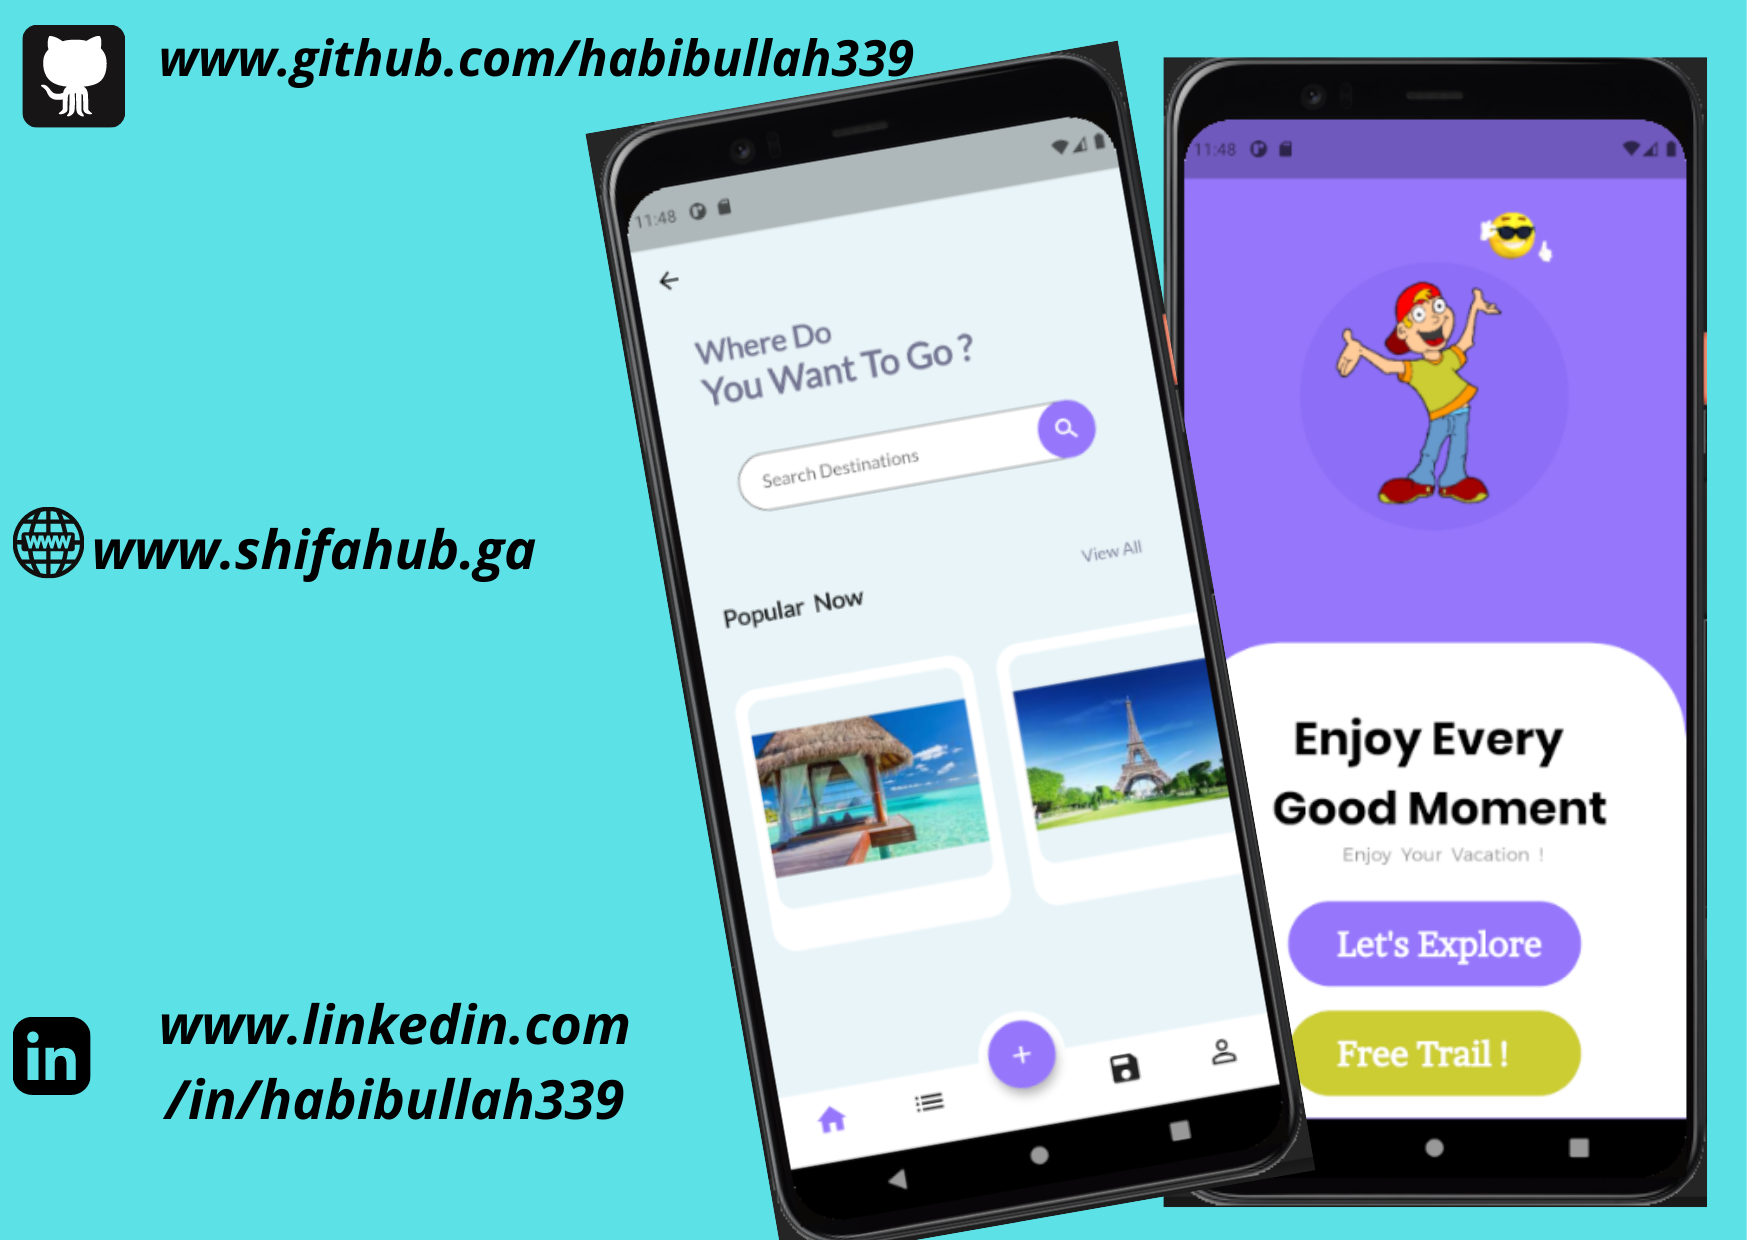 www.github.com/habibullah339
www.shifahub.ga
www
www.linkedin.com
/in/habibullah339
in
11:48
Where Do
You Want To Go ?
Search Destinations
View All
Popular Now
11:48
Enjoy Every
Good Moment
Enjoy Your Vacation !
Let's Explore
Free Trail !